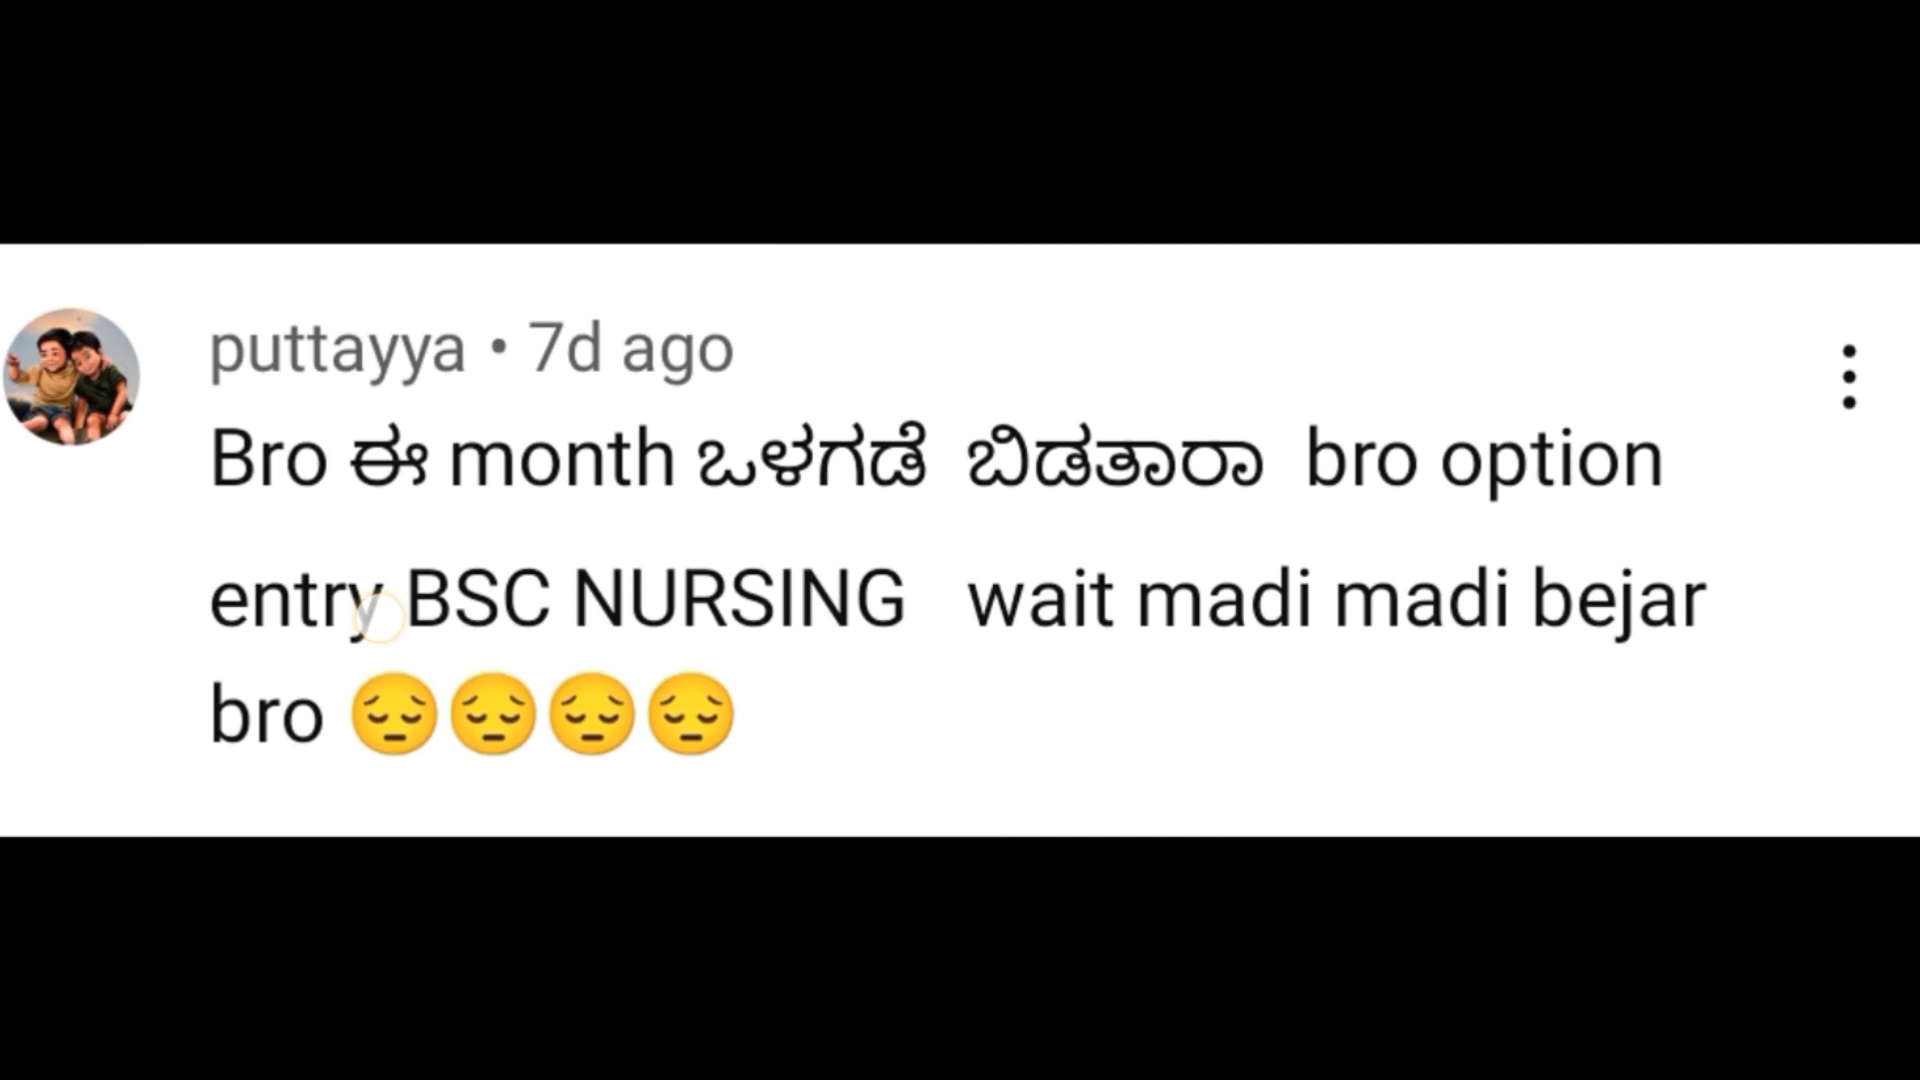 puttayya • 7d ago
Bro ಈ month ಒಳಗಡೆ ಬಿಡತಾರಾ bro option
entry BSC NURSING wait madi madi bejar
bro 😔😔😔😔